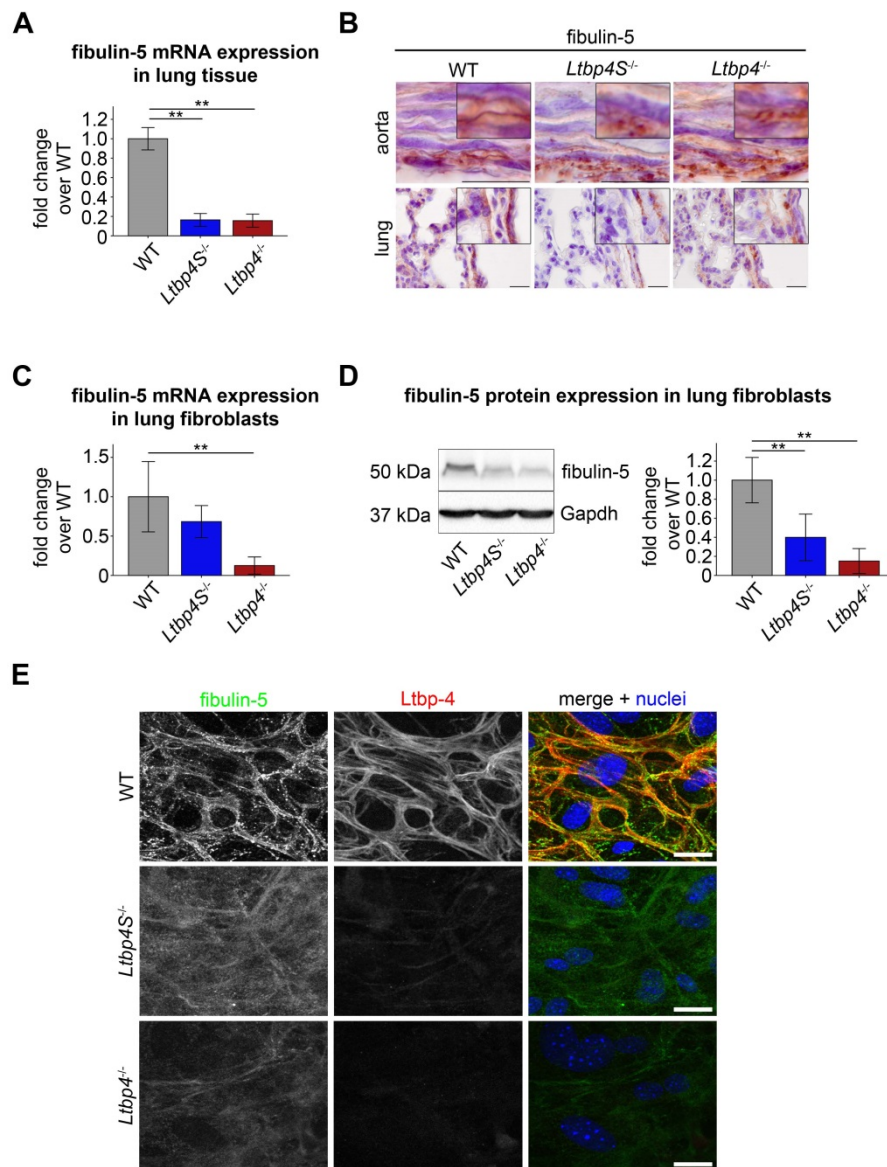 A
fibulin-5 mRNA expression
in lung tissue
fold change
over WT
1.2
1.0
0.8
0.6
0.4
0.2
0
**
**
WT
Ltbp4S-/-
Ltbp4-/-
B
fibulin-5
WT
Ltbp4S-/-
Ltbp4-/-
aorta
lung
C
fibulin-5 mRNA expression
in lung fibroblasts
fold change
over WT
1.5
1.0
0.5
0
**
WT
Ltbp4S-/-
Ltbp4-/-
D
fibulin-5 protein expression in lung fibroblasts
50 kDa
fibulin-5
37 kDa
Gapdh
WT
Ltbp4S-/-
Ltbp4-/-
fold change
over WT
1.2
1.0
0.8
0.6
0.4
0.2
0
**
**
WT
Ltbp4S-/-
Ltbp4-/-
E
fibulin-5
Ltbp-4
merge + nuclei
WT
Ltbp4S-/-
Ltbp4-/-